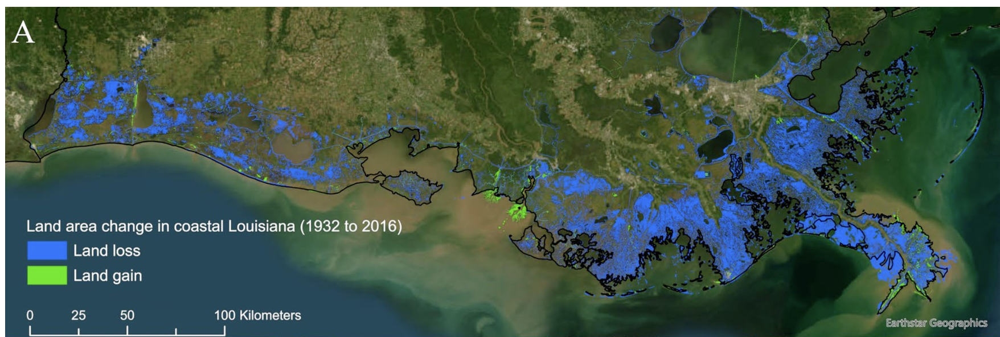 A
Land area change in coastal Louisiana (1932 to 2016)
Land loss
Land gain
0 25 50 100 Kilometers
Earthstar Geographics